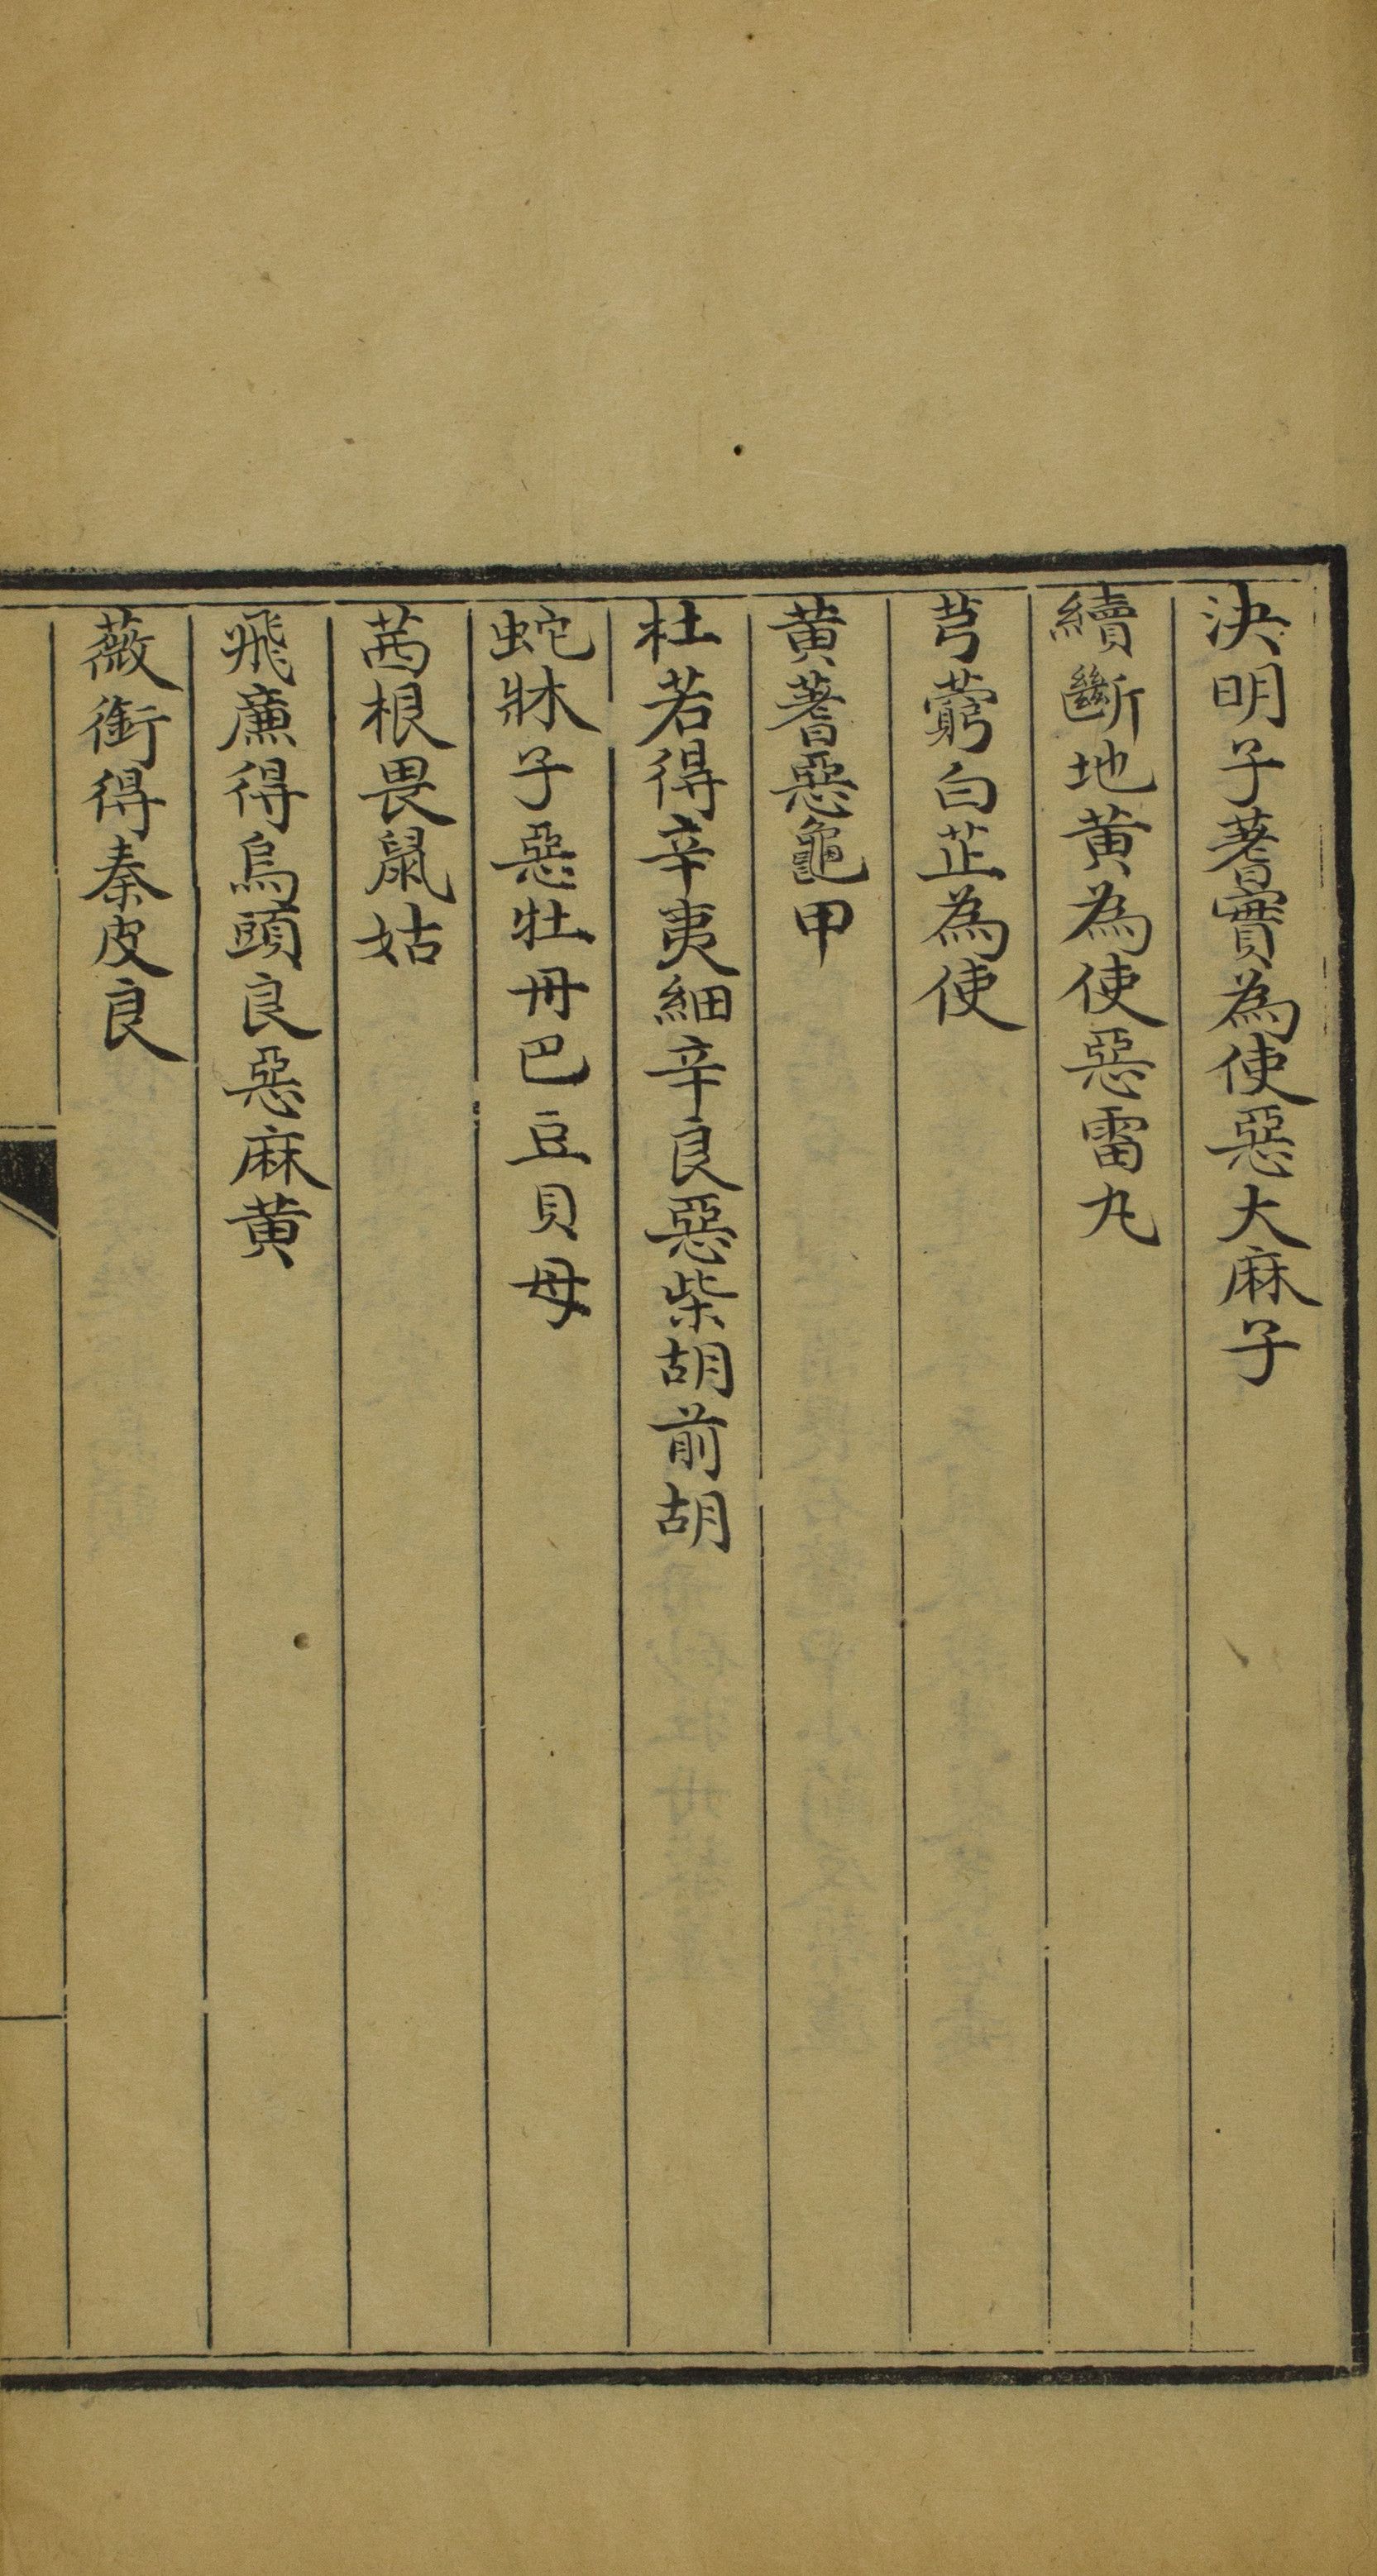 決明子蓍實為使惡大麻子
續斷地黃為使惡雷丸
芎藭白芷為使
黃蓍惡龜甲
杜若得辛夷細辛良惡柴胡前胡
蛇牀子惡牡丹巴豆貝母
茜根畏鼠姑
飛廉得烏頭良惡麻黃
薇銜得秦皮良